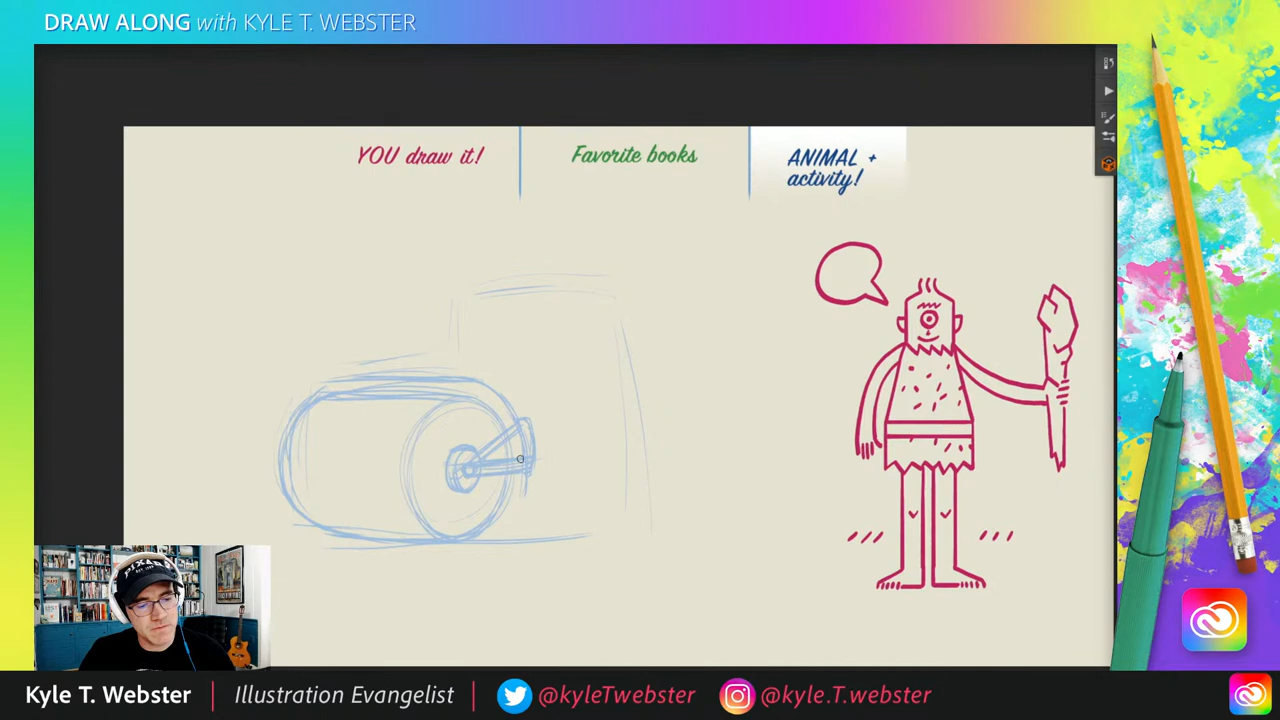 DRAW ALONG with KYLE T. WEBSTER
YOU draw it!
Favorite books
ANIMAL +
activity!
PIXAR
Kyle T. Webster | Illustration Evangelist | @kyleTwebster @kyle.T.webster